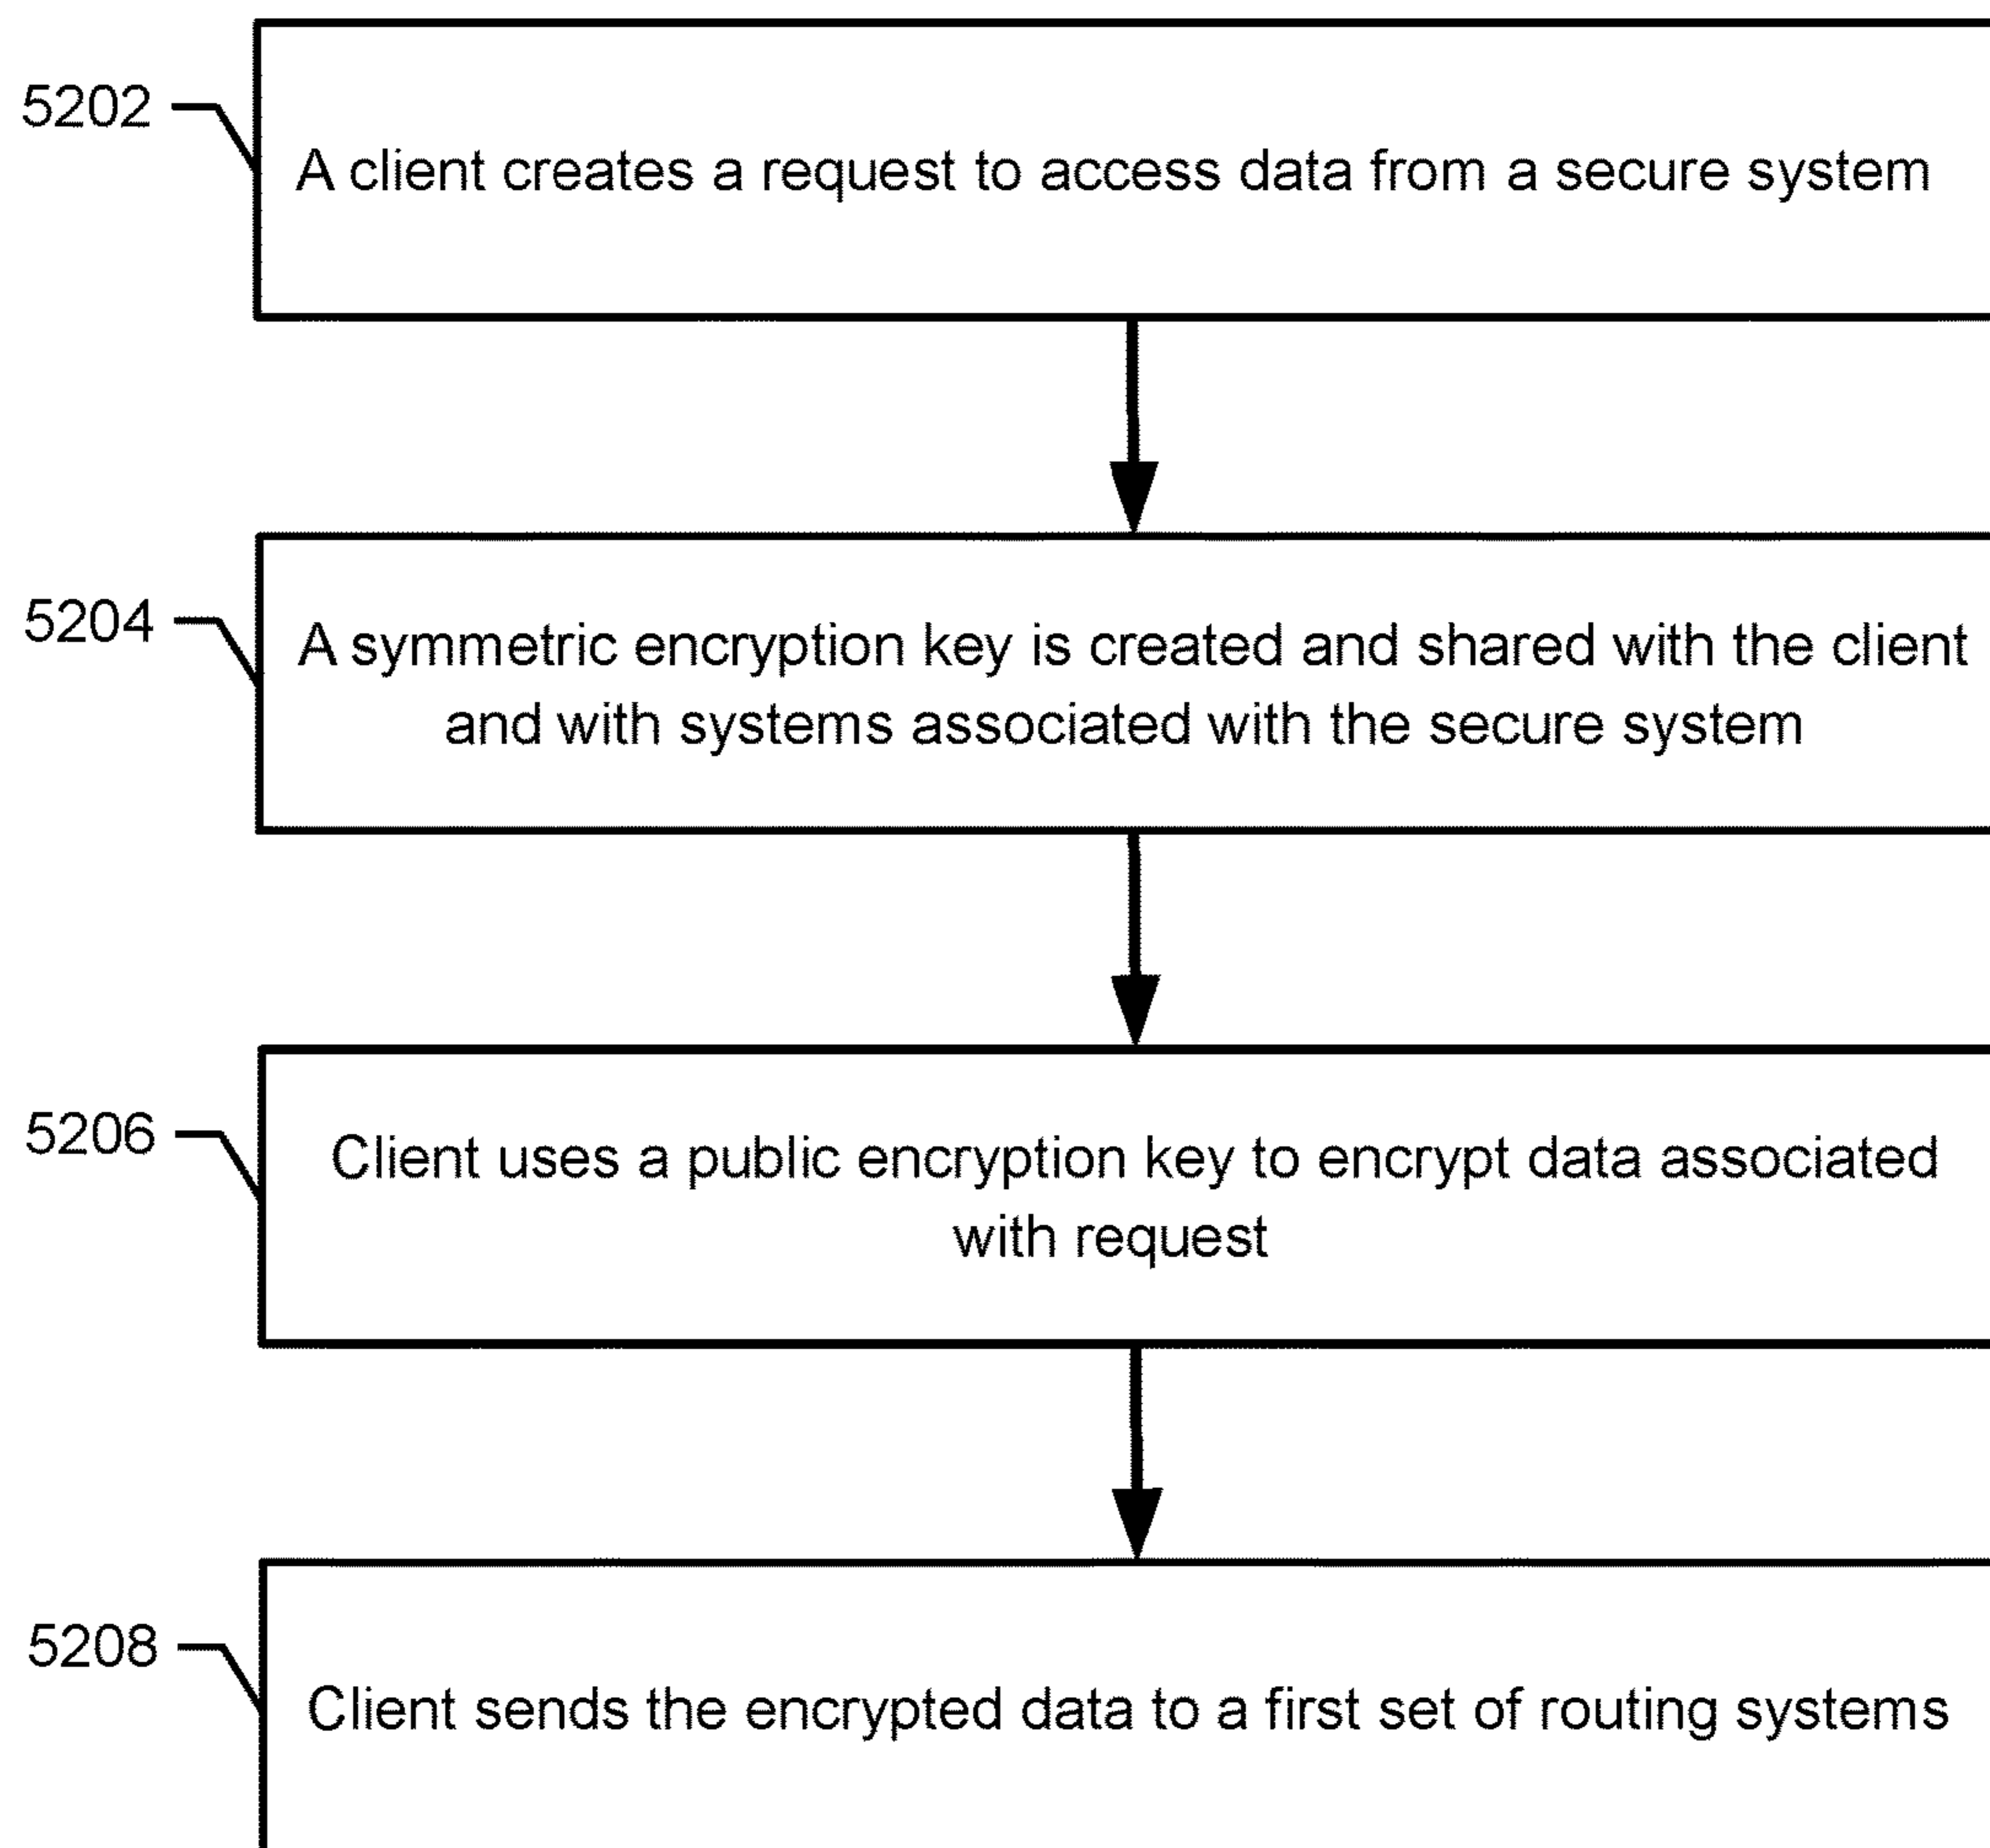 5202
A client creates a request to access data from a secure system
5204
A symmetric encryption key is created and shared with the client
and with systems associated with the secure system
5206
Client uses a public encryption key to encrypt data associated
with request
5208
Client sends the encrypted data to a first set of routing systems